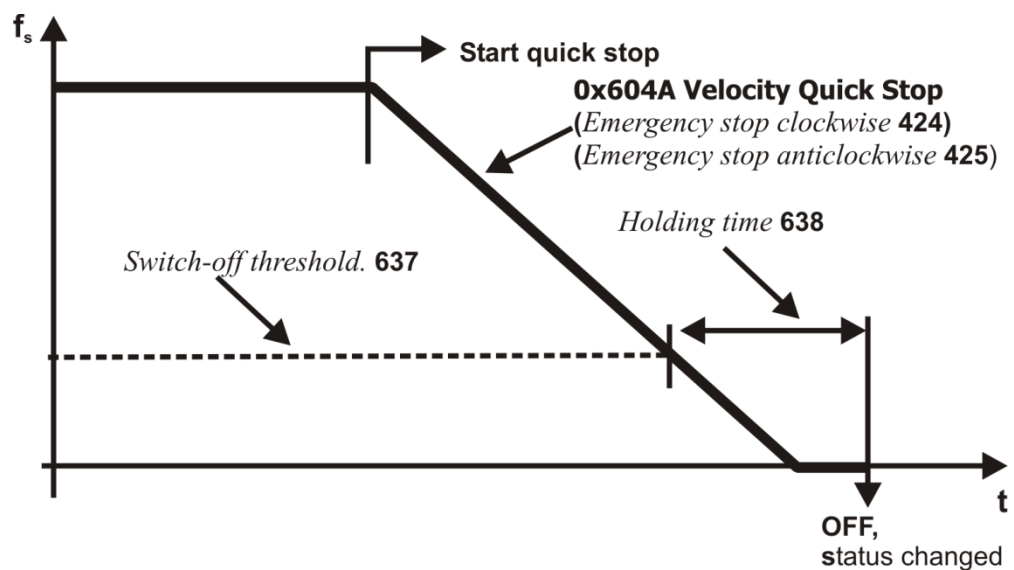 fs
Start quick stop
0x604A Velocity Quick Stop
(Emergency stop clockwise 424)
(Emergency stop anticlockwise 425)
Holding time 638
Switch-off threshold. 637
t
OFF,
status changed